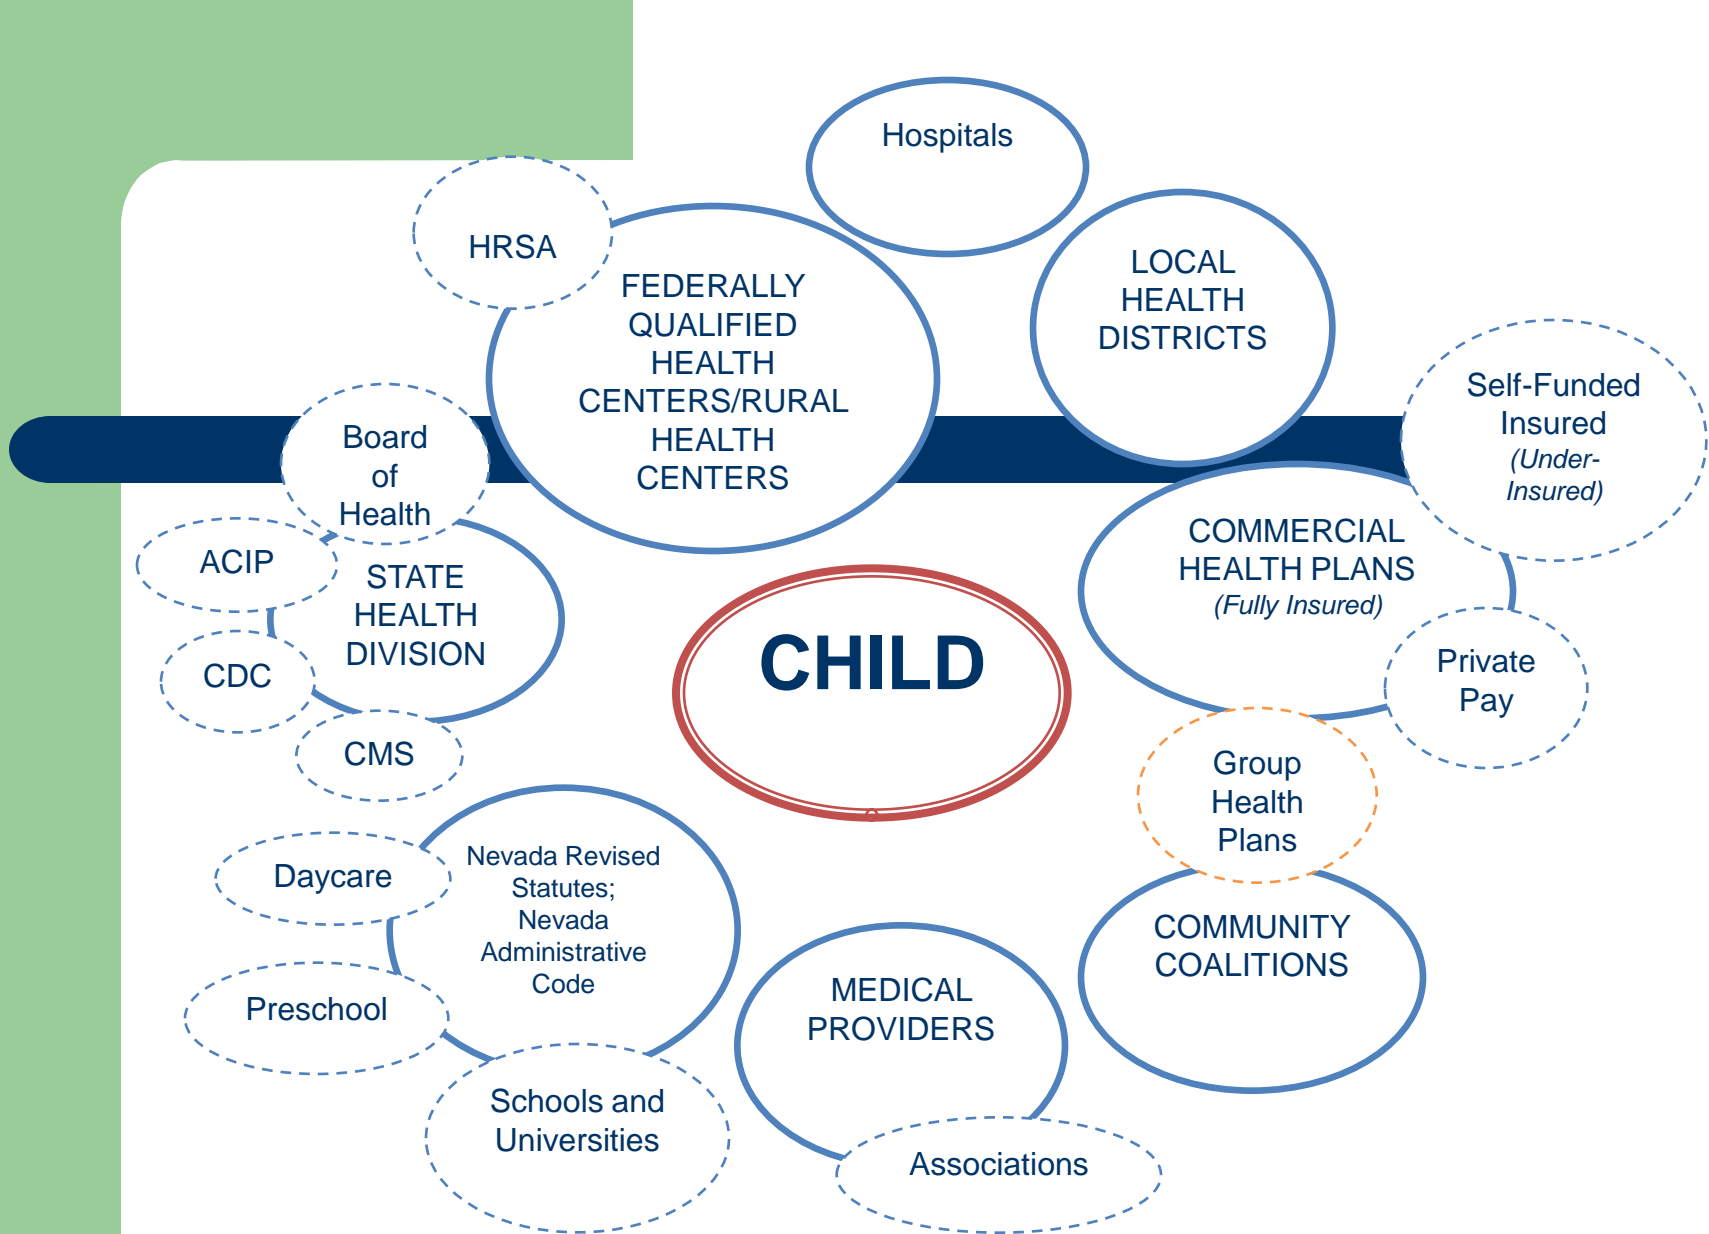 Hospitals
HRSA
LOCAL
HEALTH
DISTRICTS
FEDERALLY
QUALIFIED
HEALTH
CENTERS/RURAL
HEALTH
CENTERS
Self-Funded
Insured
(Under-
Insured)
Board
of
Health
ACIP
STATE
HEALTH
DIVISION
CDC
CMS
COMMERCIAL
HEALTH PLANS
(Fully Insured)
CHILD
Private
Pay
Group
Health
Plans
Daycare
Nevada Revised
Statutes;
Nevada
Administrative
Code
Preschool
Schools and
Universities
MEDICAL
PROVIDERS
Associations
COMMUNITY
COALITIONS